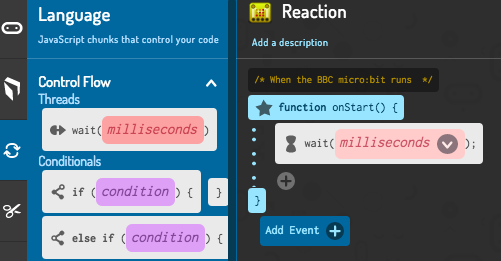 Language
JavaScript chunks that control your code
Control Flow
Threads
wait(milliseconds)
Conditionals
if (condition) { }
else if (condition) {
Reaction
Add a description
/* When the BBC micro:bit runs */
function onStart() {
wait(milliseconds);
}
Add Event